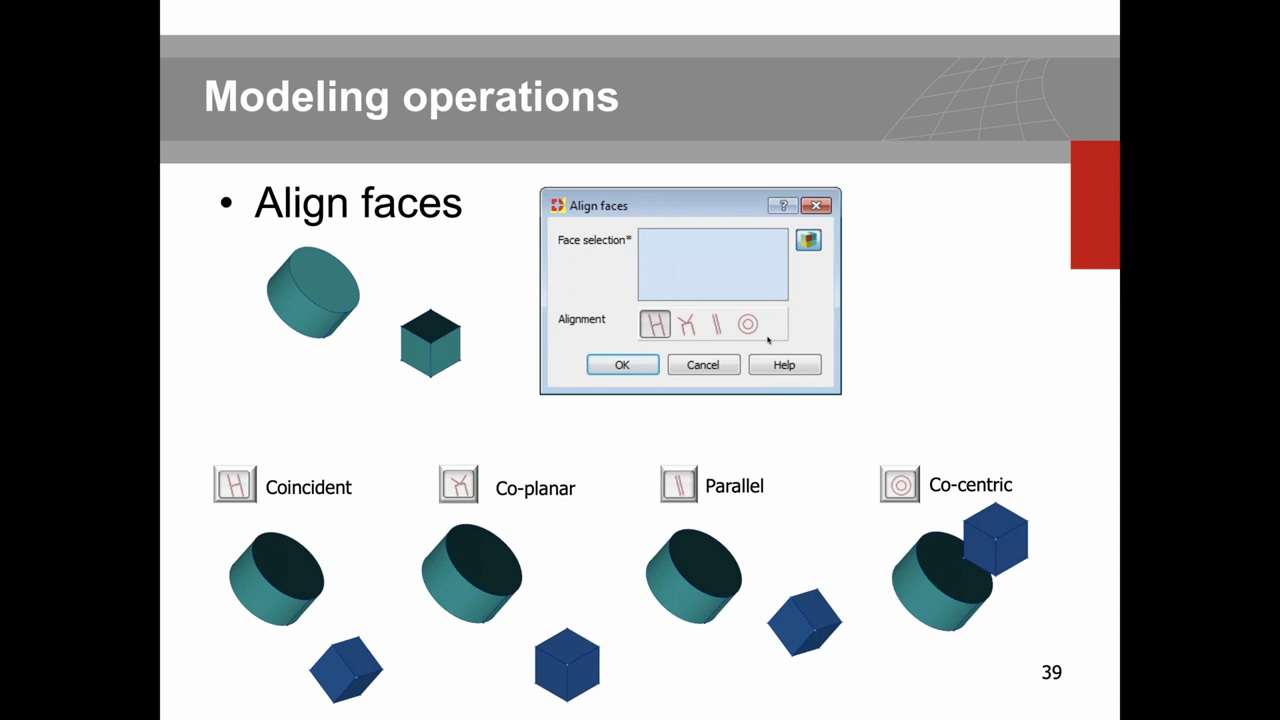 Modeling operations
• Align faces
Align faces
Face selection*
Alignment
OK Cancel Help
Coincident Co-planar Parallel Co-centric
39